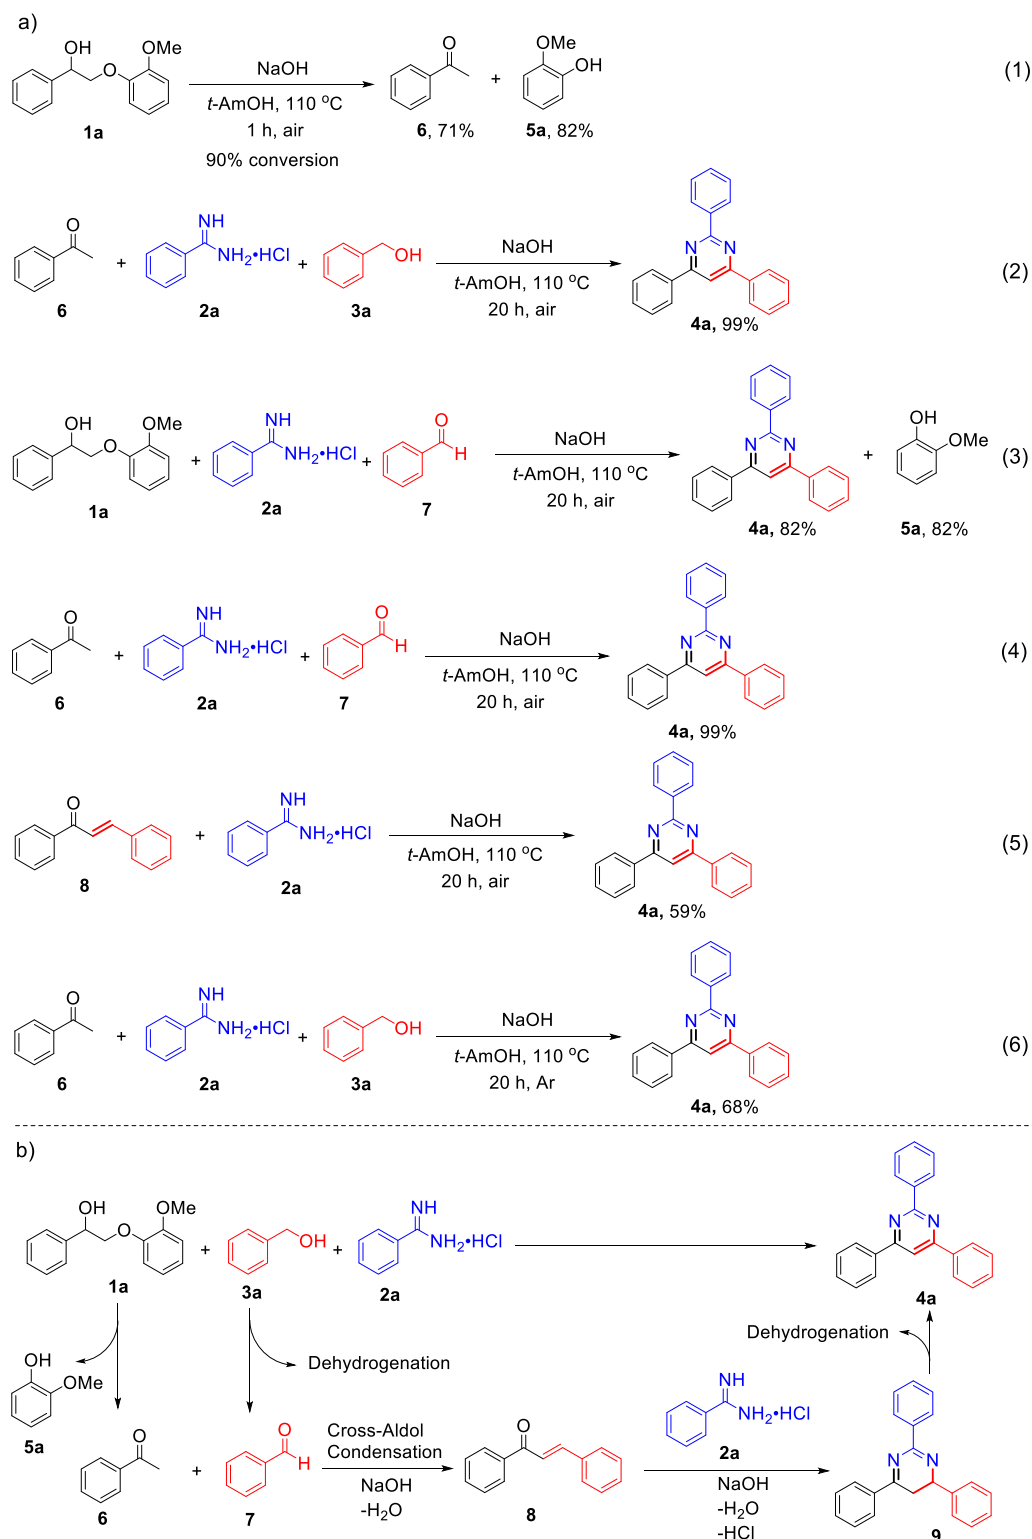 a)
OH
OMe
O
1a
NaOH
t-AmOH, 110 °C
1 h, air
90% conversion
O
6, 71%
+
OMe
OH
5a, 82%
(1)
O
6
+
NH
NH2•HCl
2a
+
OH
3a
NaOH
t-AmOH, 110 °C
20 h, air
N N
4a, 99%
(2)
OH
OMe
O
1a
+
NH
NH2•HCl
2a
+
O
H
7
NaOH
t-AmOH, 110 °C
20 h, air
N N
4a, 82%
+
OH
OMe
5a, 82%
(3)
O
6
+
NH
NH2•HCl
2a
+
O
H
7
NaOH
t-AmOH, 110 °C
20 h, air
N N
4a, 99%
(4)
O
8
+
NH
NH2•HCl
2a
NaOH
t-AmOH, 110 °C
20 h, air
N N
4a, 59%
(5)
O
6
+
NH
NH2•HCl
2a
+
OH
3a
NaOH
t-AmOH, 110 °C
20 h, Ar
N N
4a, 68%
(6)
b)
OH
OMe
O
1a
+
OH
3a
+
NH
NH2•HCl
2a
N N
4a
OH
OMe
5a
Dehydrogenation
Dehydrogenation
O
6
+
O
H
7
Cross-Aldol
Condensation
NaOH
-H2O
O
8
NH
NH2•HCl
2a
NaOH
-H2O
-HCl
N N
9